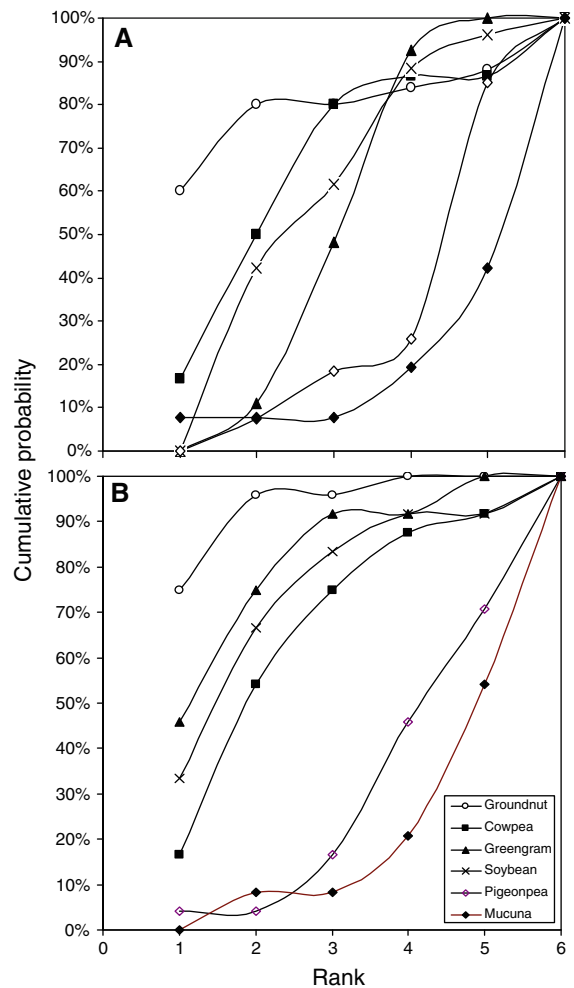 100%
A
90%
80%
70%
60%
50%
40%
30%
20%
10%
0%
Cumulative probability
100%
B
90%
80%
70%
60%
50%
40%
30%
20%
10%
0%
Groundnut
Cowpea
Greengram
Soybean
Pigeonpea
Mucuna
0 1 2 3 4 5 6
Rank